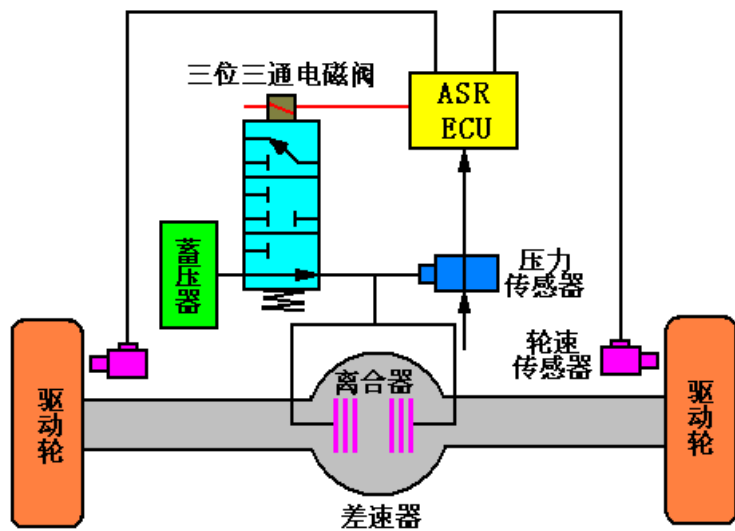 三位三通电磁阀
ASR
ECU
蓄压器
压力
传感器
轮速
传感器
离合器
驱动轮
驱动轮
差速器